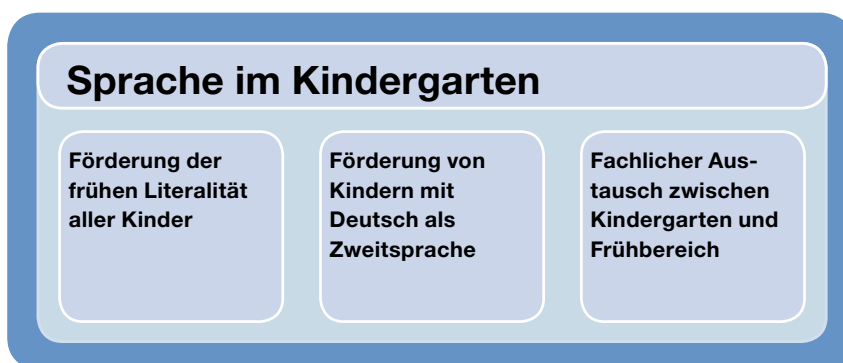 Sprache im Kindergarten
Förderung der
frühen Literalität
aller Kinder
Förderung von
Kindern mit
Deutsch als
Zweitsprache
Fachlicher Aus-
tausch zwischen
Kindergarten und
Frühbereich